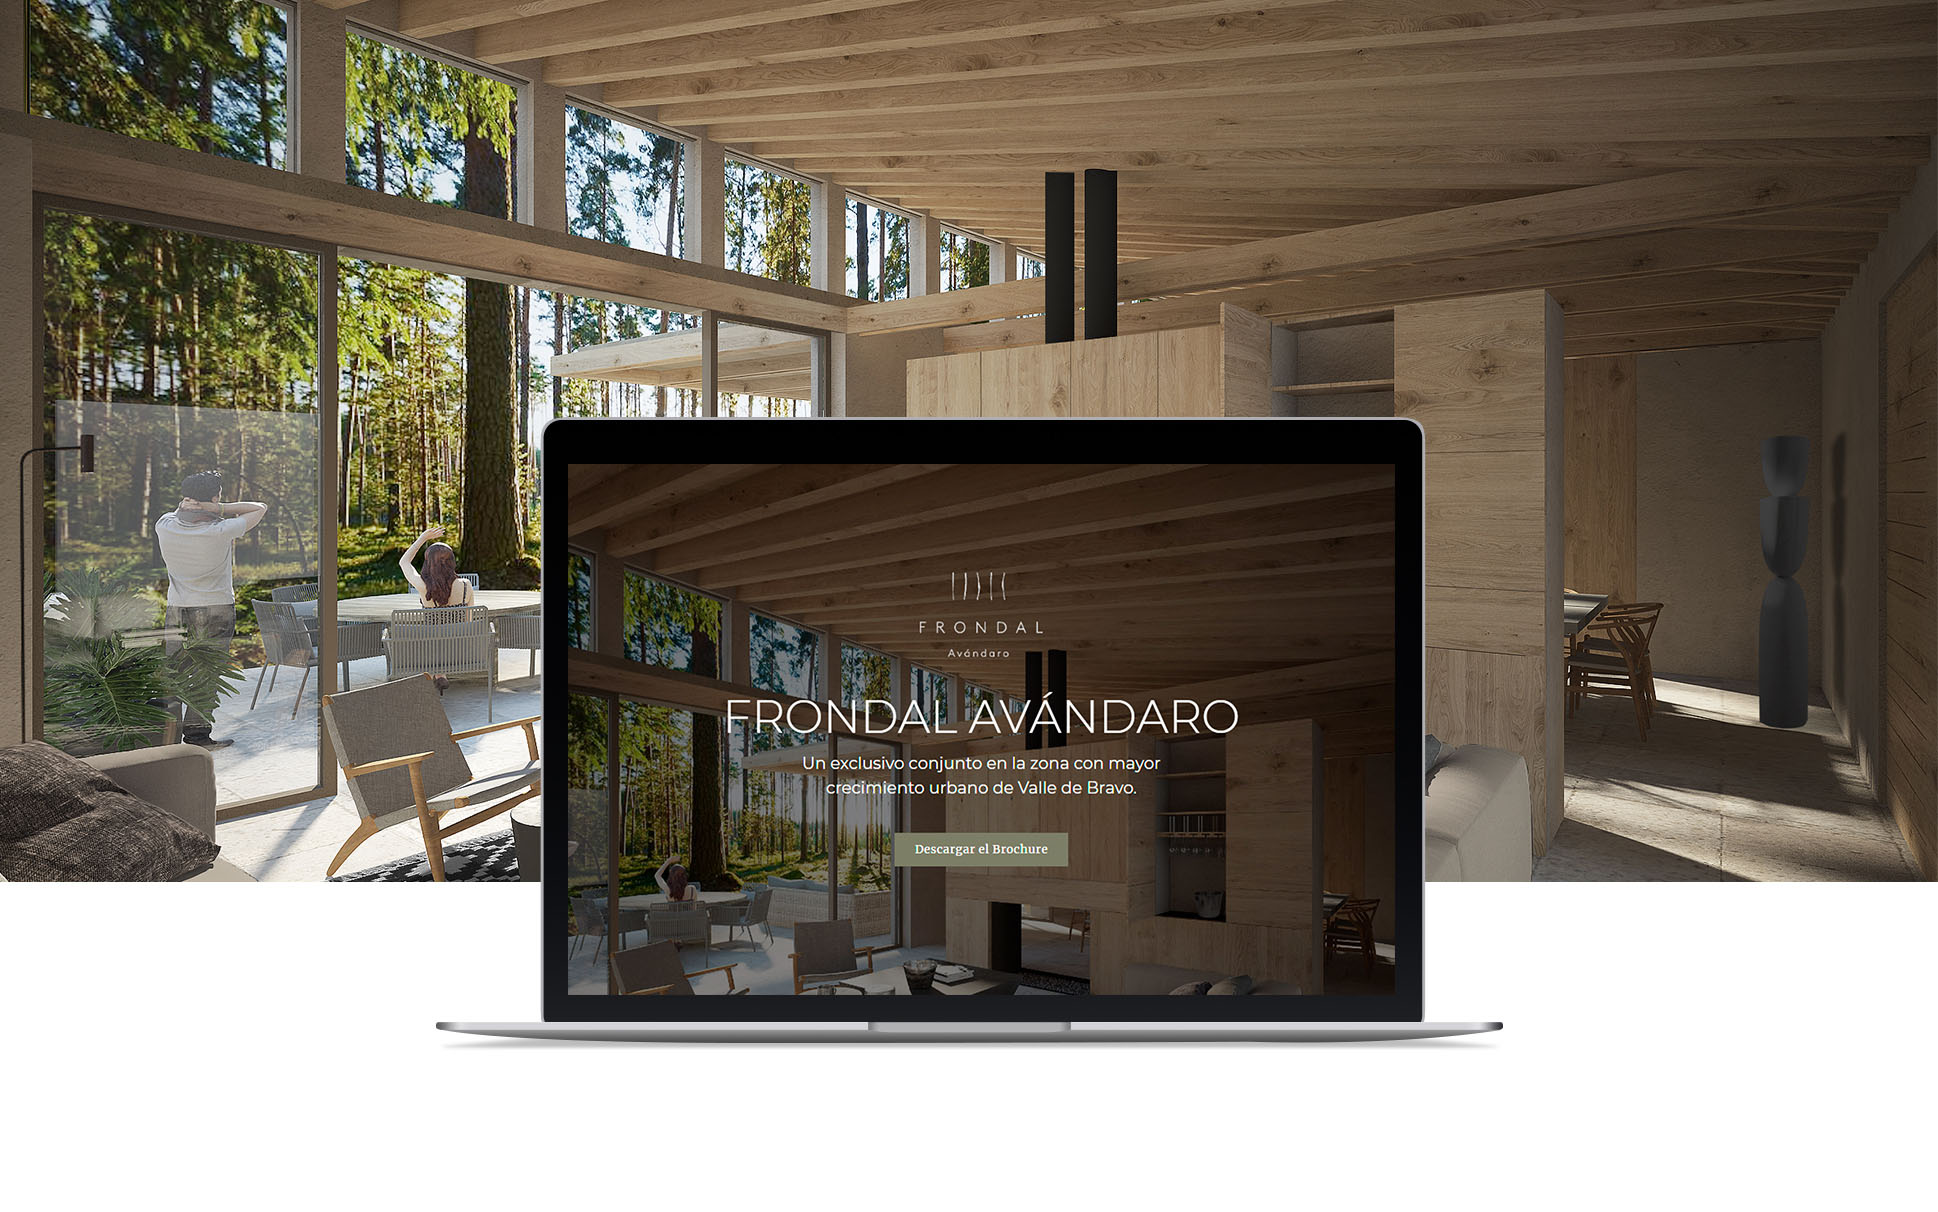 FRONDAL
Avándaro
FRONDAL AVÁNDARO
Un exclusivo conjunto en la zona con mayor
crecimiento urbano de Valle de Bravo.
Descargar el Brochure